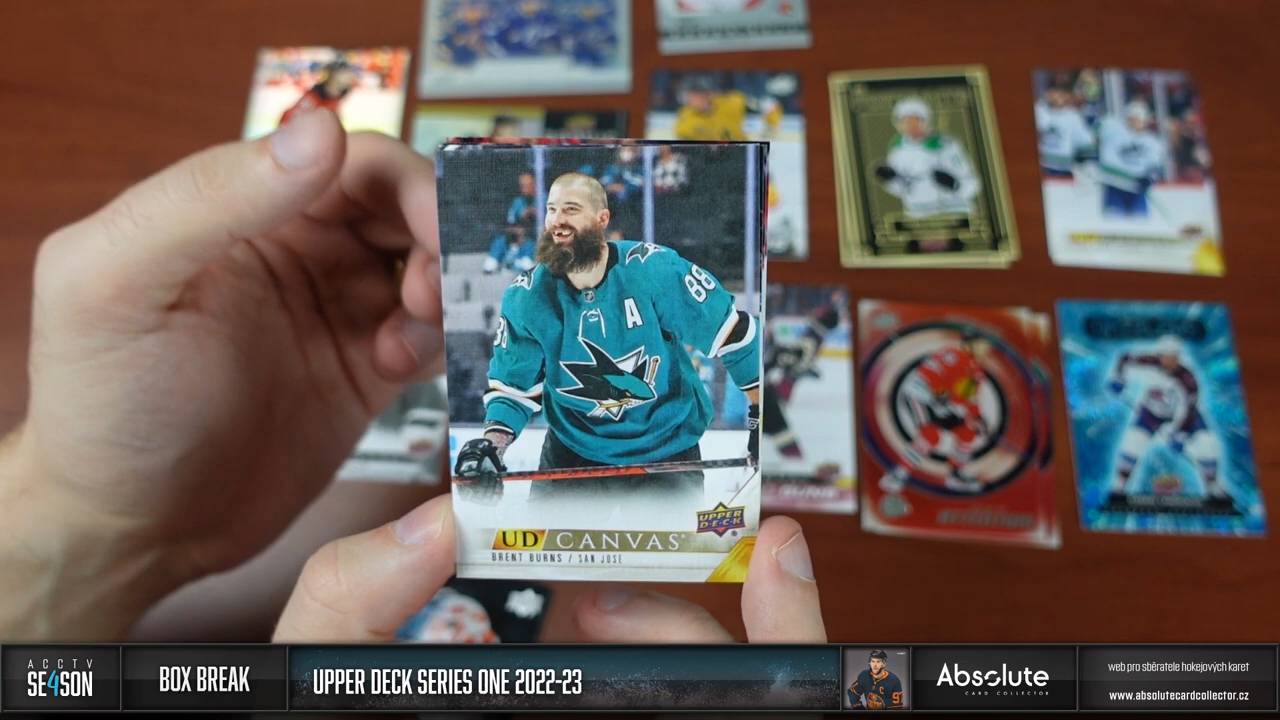 88
A
UPPER
DECK
UD CANVAS
BRENT BURNS / SAN JOSE
ACCTV
SE4SON
BOX BREAK
UPPER DECK SERIES ONE 2022-23
Absolute
CARD COLLECTOR
web pro sběratele hokejových karet
www.absolutecardcollector.cz